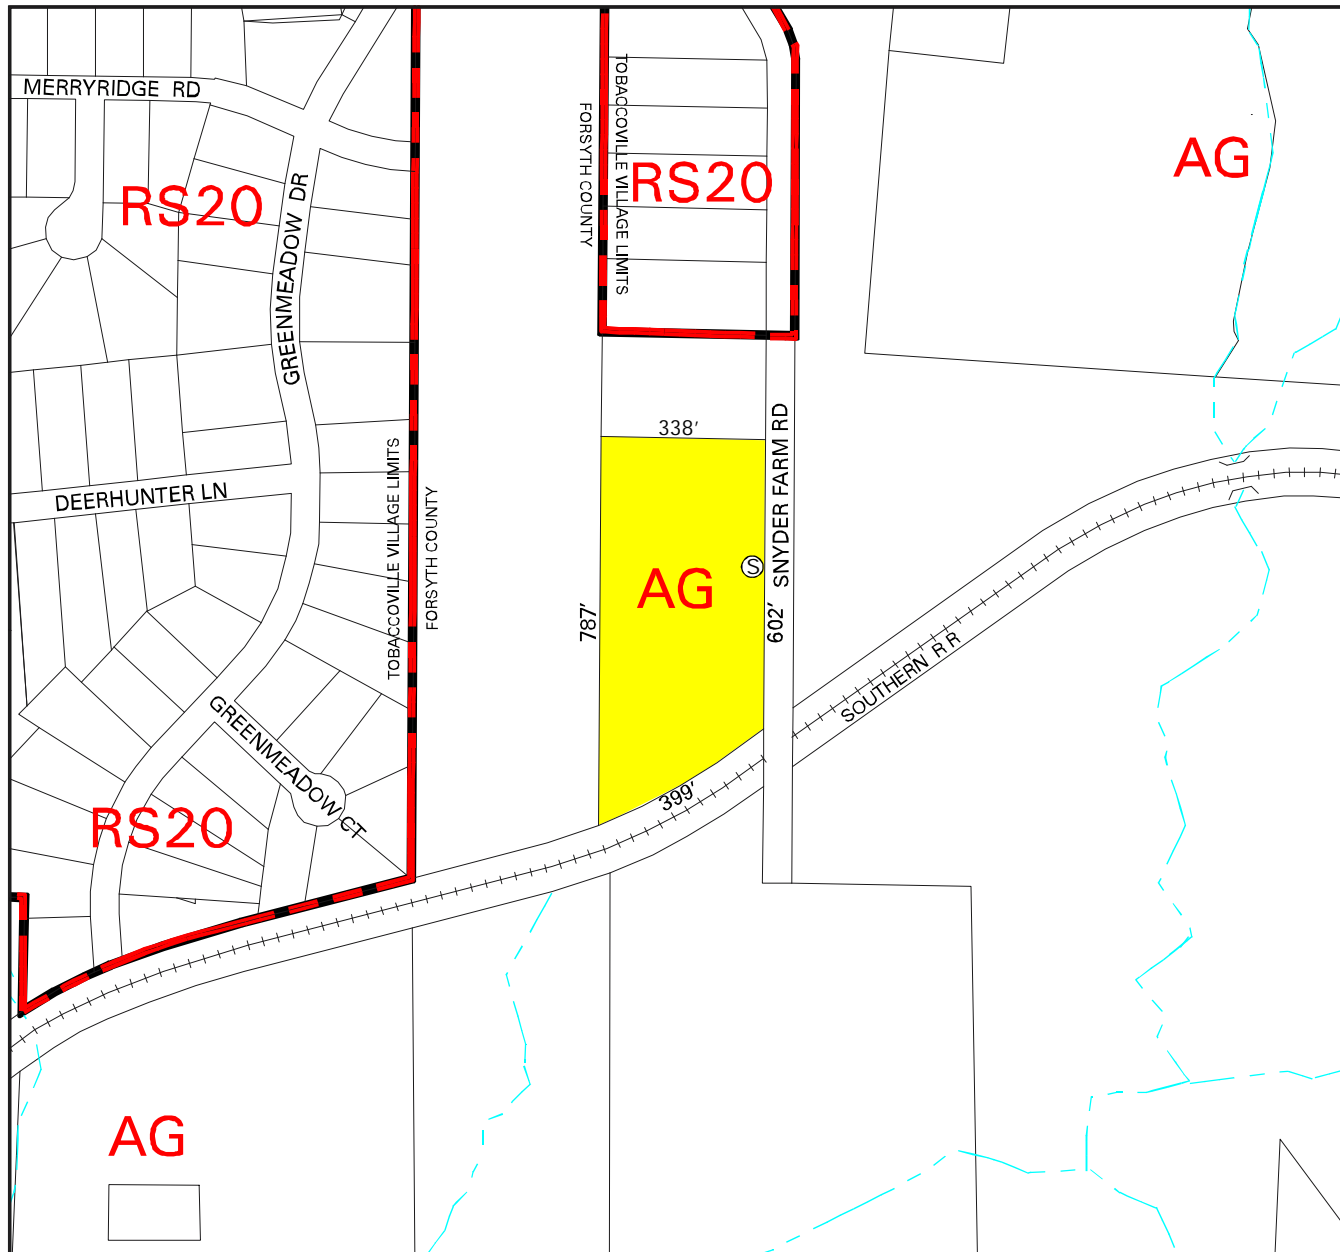 MERRYRIDGE RD
RS20
GREENMEADOW DR
FORSYTH COUNTY
TOBACCOVILLE VILLAGE LIMITS
RS20
AG
DEERHUNTER LN
TOBACCOVILLE VILLAGE LIMITS
FORSYTH COUNTY
338'
SNYDER FARM RD
S
AG
787'
602'
SOUTHERN R R
GREENMEADOW CT
399'
RS20
AG